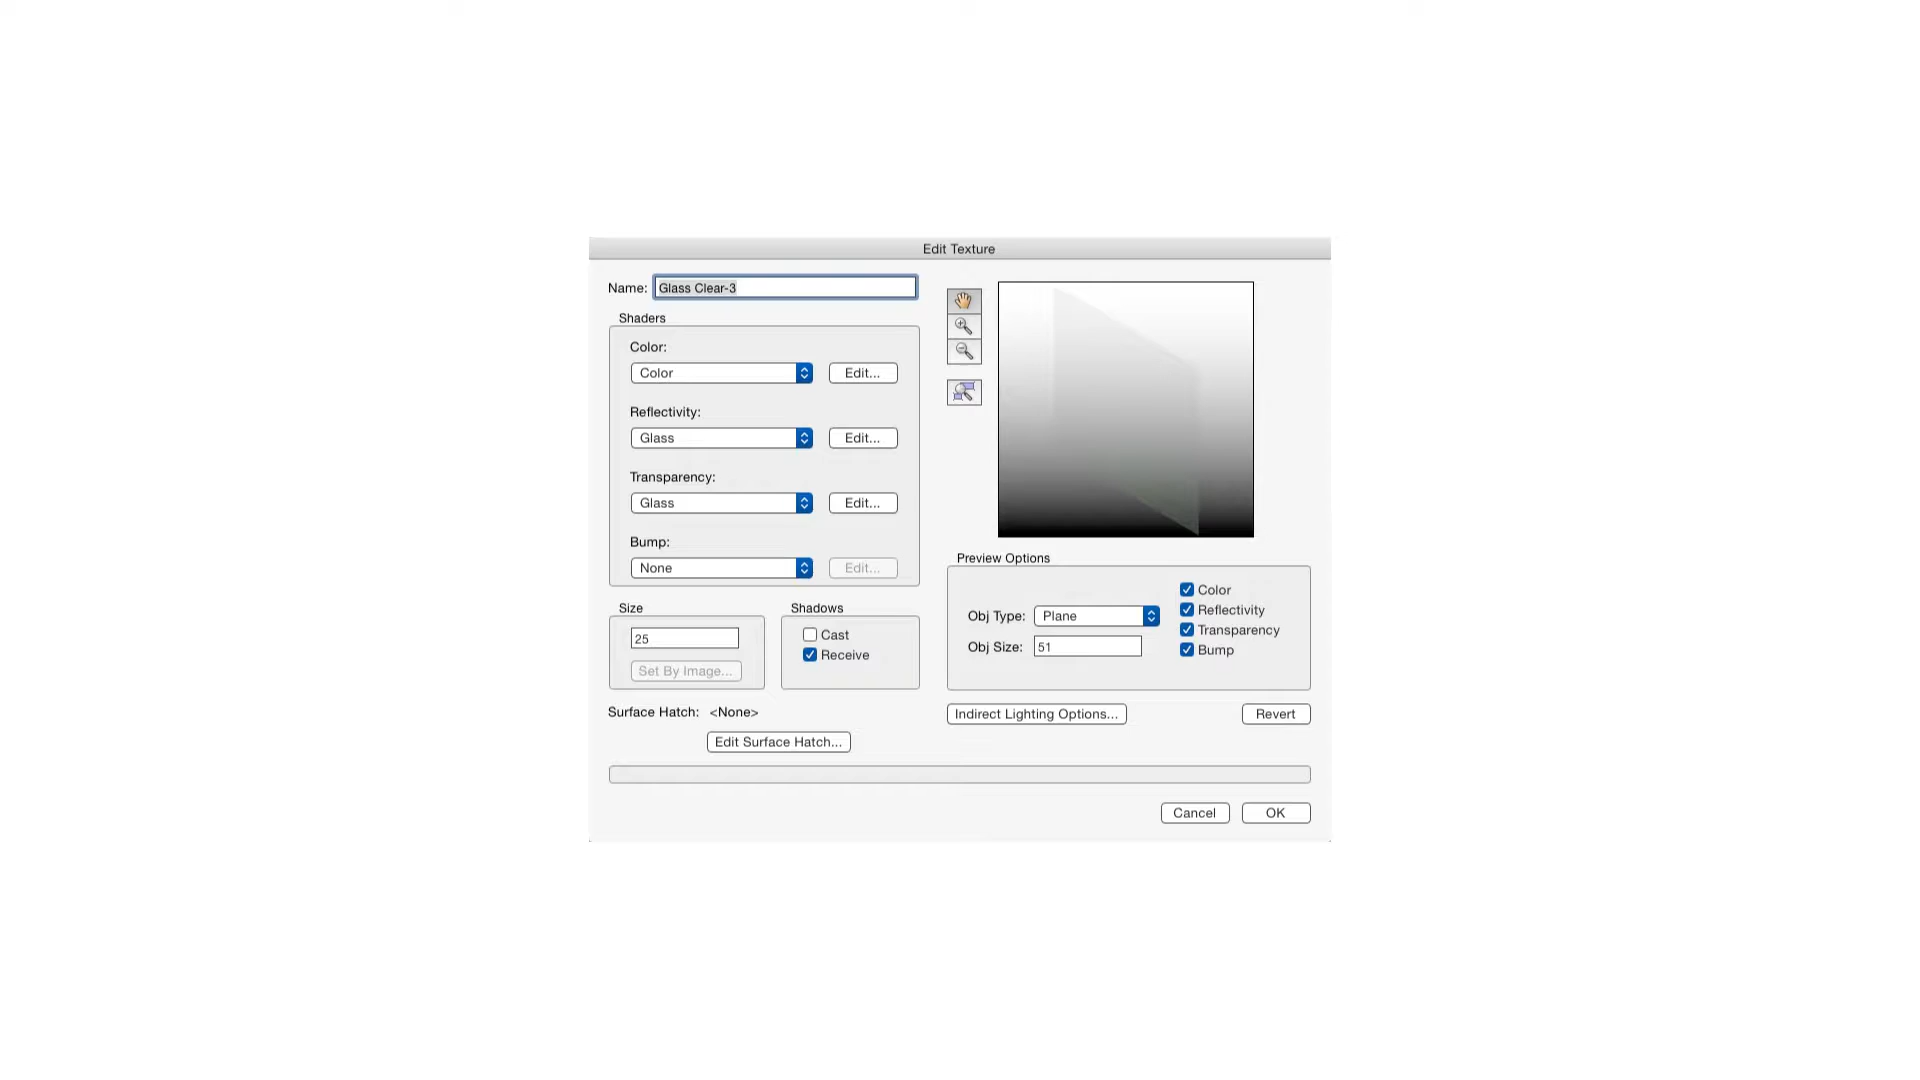 Edit Texture
Name: Glass Clear-3
Shaders
Color:
Color Edit...
Reflectivity:
Glass Edit...
Transparency:
Glass Edit...
Bump:
None Edit...
Size
25
Set By Image...
Shadows
Cast
Receive
Surface Hatch: <None>
Edit Surface Hatch...
Preview Options
Obj Type: Plane
Obj Size: 51
Color
Reflectivity
Transparency
Bump
Indirect Lighting Options...
Revert
Cancel
OK